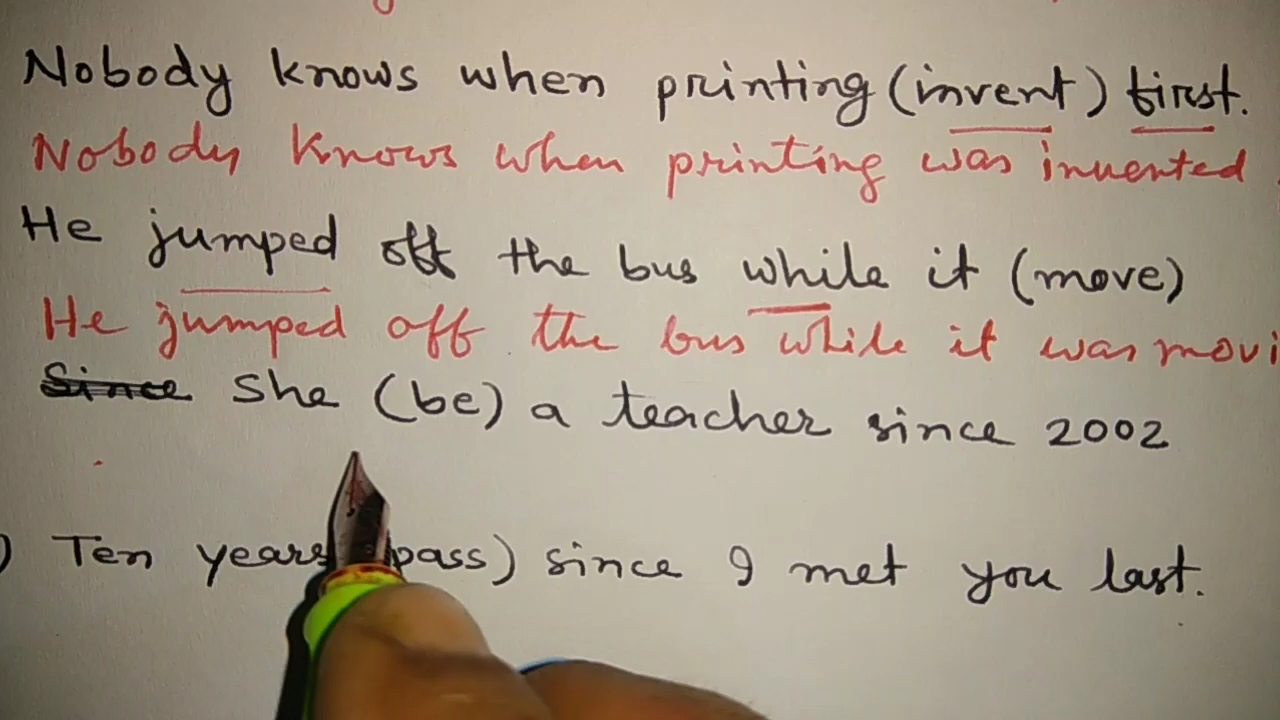 Nobody knows when printing (invent) first.
Nobody knows when printing was invented.
He jumped off the bus while it (move)
He jumped off the bus while it was movi
Since She (be) a teacher since 2002
) Ten years pass) since I met you last.